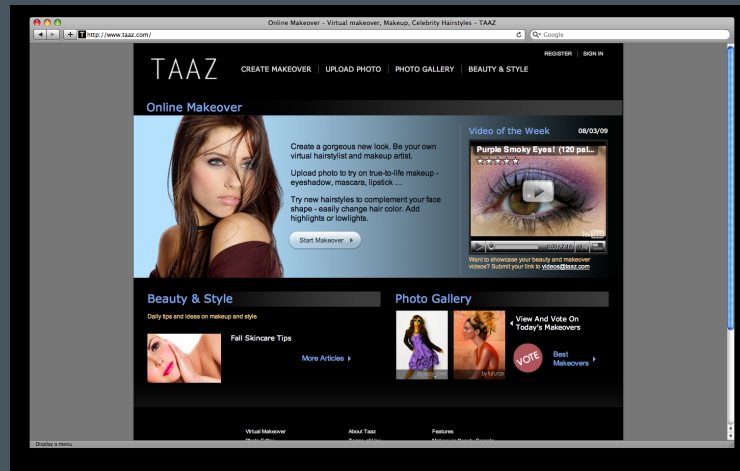 Online Makeover - Virtual makeover, Makeup, Celebrity Hairstyles - TAAZ
http://www.taaz.com/
Google
REGISTER | SIGN IN
TAAZ
CREATE MAKEOVER | UPLOAD PHOTO | PHOTO GALLERY | BEAUTY & STYLE
Online Makeover
Create a gorgeous new look. Be your own
virtual hairstylist and makeup artist.
Upload photo to try on true-to-life makeup -
eyeshadow, mascara, lipstick ...
Try new hairstyles to complement your face
shape - easily change hair color. Add
highlights or lowlights.
Start Makeover
Video of the Week 08/03/09
Purple Smoky Eyes! (120 pal...
Want to showcase your beauty and makeover
videos? Submit your link to videos@taaz.com
Beauty & Style
Daily tips and ideas on makeup and style
Fall Skincare Tips
More Articles
Photo Gallery
View And Vote On
Today's Makeovers
VOTE
Best
Makeovers
Virtual Makeover
About Taaz
Features
Display a menu